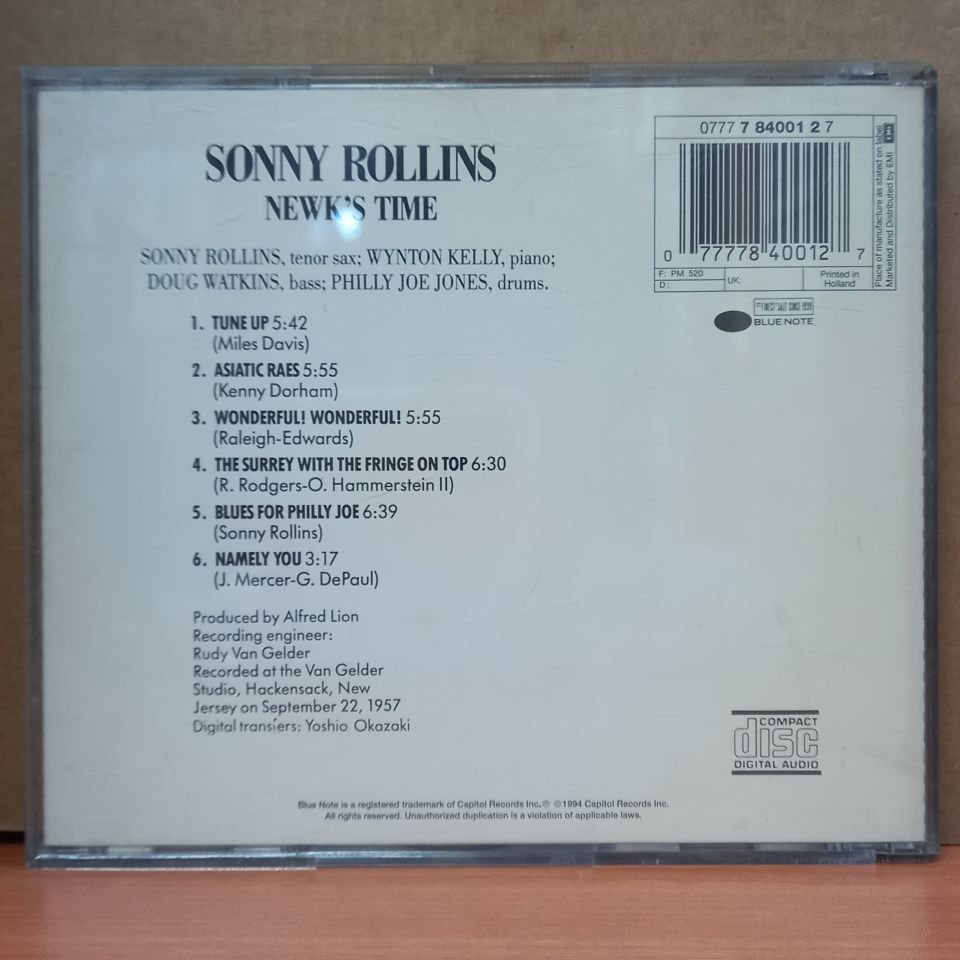 SONNY ROLLINS
NEWK'S TIME
SONNY ROLLINS, tenor sax; WYNTON KELLY, piano;
DOUG WATKINS, bass; PHILLY JOE JONES, drums.
1. TUNE UP 5:42
(Miles Davis)
2. ASIATIC RAES 5:55
(Kenny Dorham)
3. WONDERFUL! WONDERFUL! 5:55
(Raleigh-Edwards)
4. THE SURREY WITH THE FRINGE ON TOP 6:30
(R. Rodgers-O. Hammerstein II)
5. BLUES FOR PHILLY JOE 6:39
(Sonny Rollins)
6. NAMELY YOU 3:17
(J. Mercer-G. DePaul)
Produced by Alfred Lion
Recording engineer:
Rudy Van Gelder
Recorded at the Van Gelder
Studio, Hackensack, New
Jersey on September 22, 1957
Digital transfers: Yoshio Okazaki
0777 7 84001 2 7
0 77778 40012 7
F: PM 520
D:
UK:
Printed in
Holland
Place of manufacture as stated on label
Marketed and Distributed by EMI
EMI
BLUE NOTE
COMPACT
disc
DIGITAL AUDIO
Blue Note is a registered trademark of Capitol Records Inc. ℗ © 1994 Capitol Records Inc.
All rights reserved. Unauthorized duplication is a violation of applicable laws.